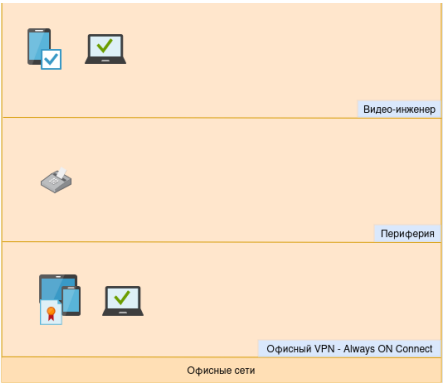 Видео-инженер
Периферия
Офисный VPN - Always ON Connect
Офисные сети